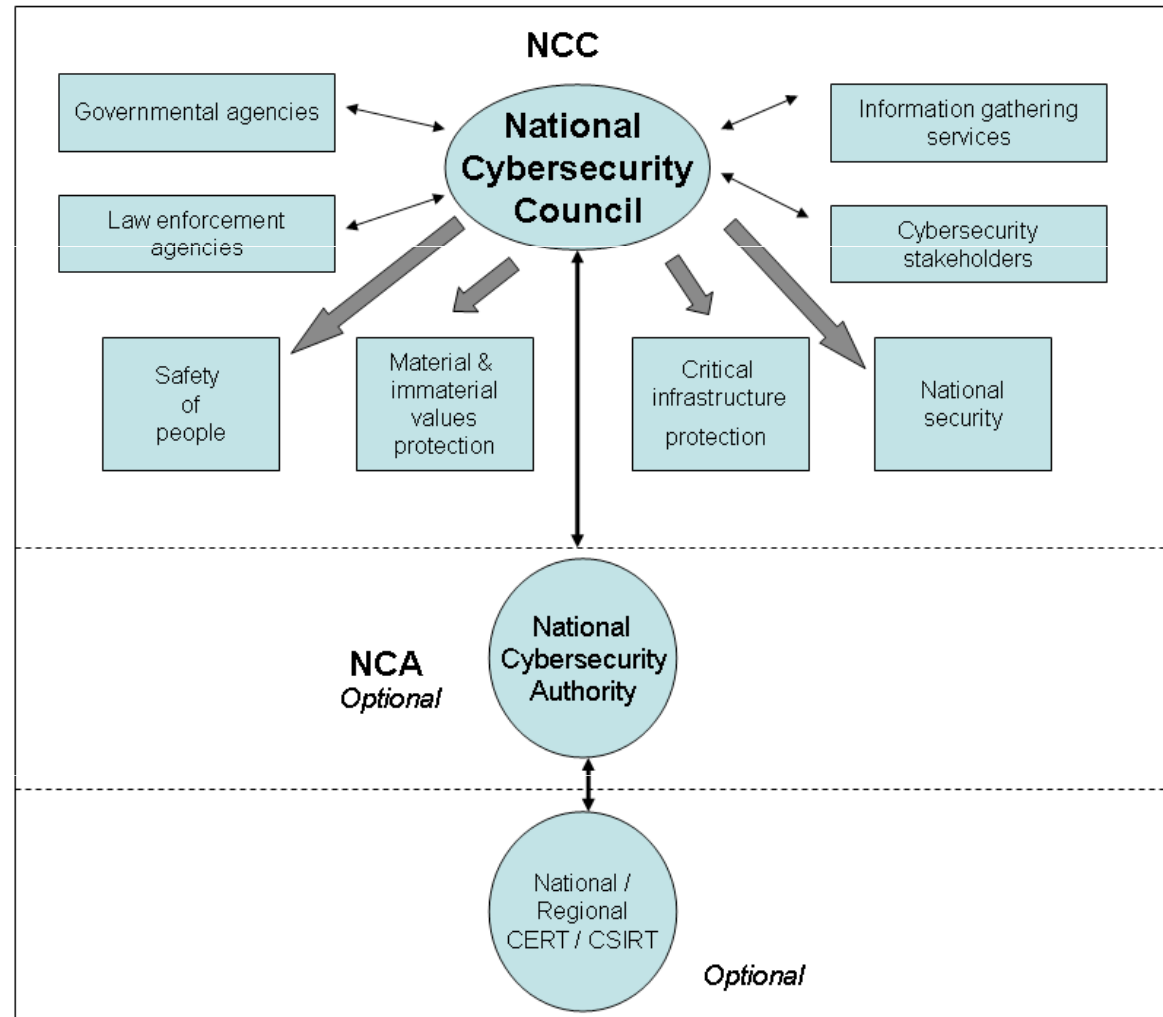 NCC
Governmental agencies
National
Cybersecurity
Council
Information gathering
services
Law enforcement
agencies
Cybersecurity
stakeholders
Safety
of
people
Material &
immaterial
values
protection
Critical
infrastructure
protection
National
security
NCA
Optional
National
Cybersecurity
Authority
National /
Regional
CERT / CSIRT
Optional